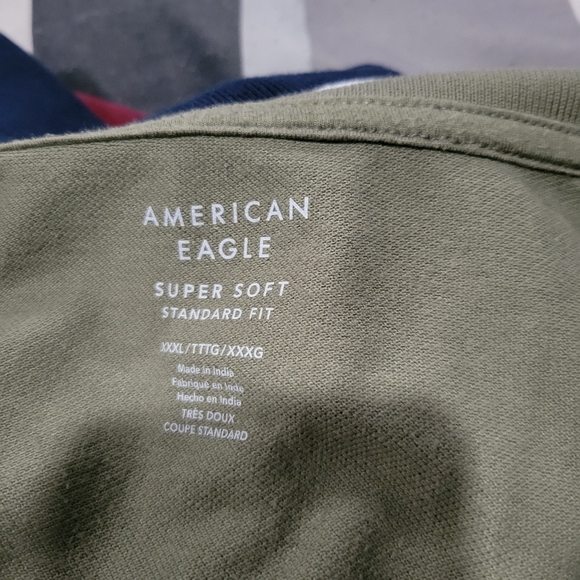 AMERICAN
EAGLE
SUPER SOFT
STANDARD FIT
XXXL/TTTG/XXXG
Made in India
Fabriqué en Inde
Hecho en India
TRÈS DOUX
COUPE STANDARD